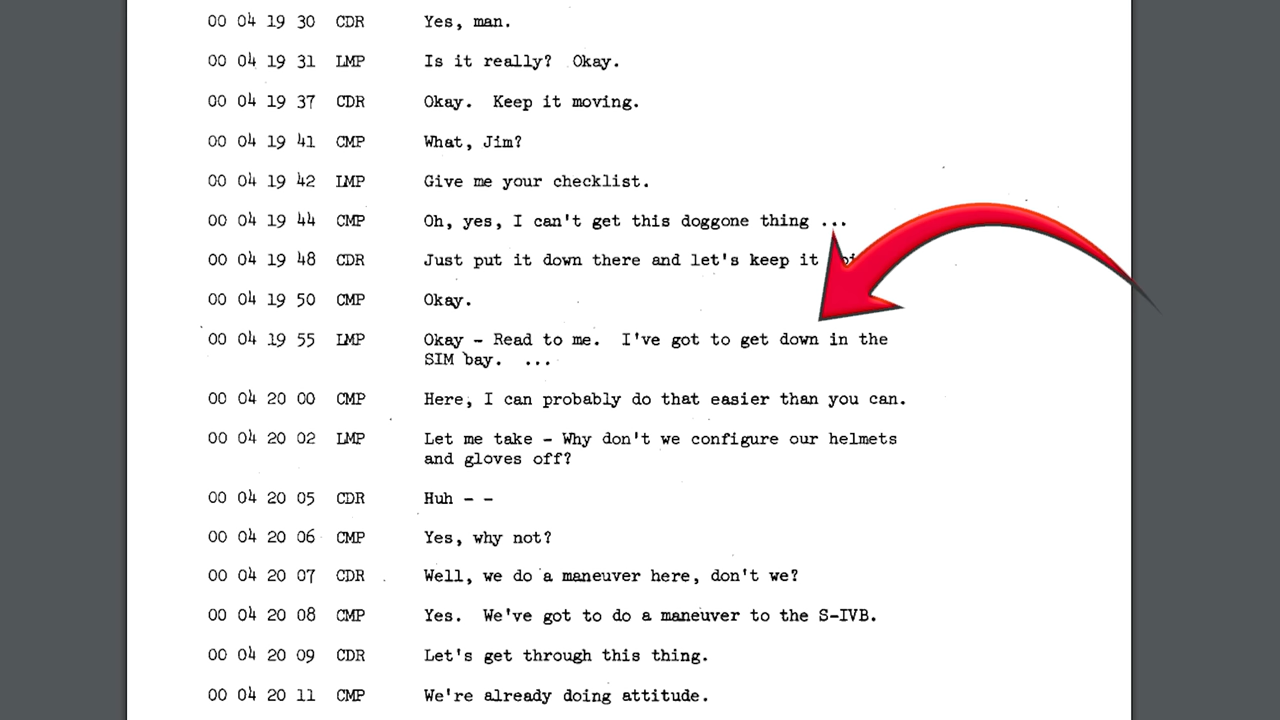 00 04 19 30 CDR Yes, man.
00 04 19 31 LMP Is it really? Okay.
00 04 19 37 CDR Okay. Keep it moving.
00 04 19 41 CMP What, Jim?
00 04 19 42 LMP Give me your checklist.
00 04 19 44 CMP Oh, yes, I can't get this doggone thing ...
00 04 19 48 CDR Just put it down there and let's keep it
00 04 19 50 CMP Okay.
00 04 19 55 LMP Okay - Read to me. I've got to get down in the
SIM bay. ...
00 04 20 00 CMP Here, I can probably do that easier than you can.
00 04 20 02 LMP Let me take - Why don't we configure our helmets
and gloves off?
00 04 20 05 CDR Huh - -
00 04 20 06 CMP Yes, why not?
00 04 20 07 CDR Well, we do a maneuver here, don't we?
00 04 20 08 CMP Yes. We've got to do a maneuver to the S-IVB.
00 04 20 09 CDR Let's get through this thing.
00 04 20 11 CMP We're already doing attitude.